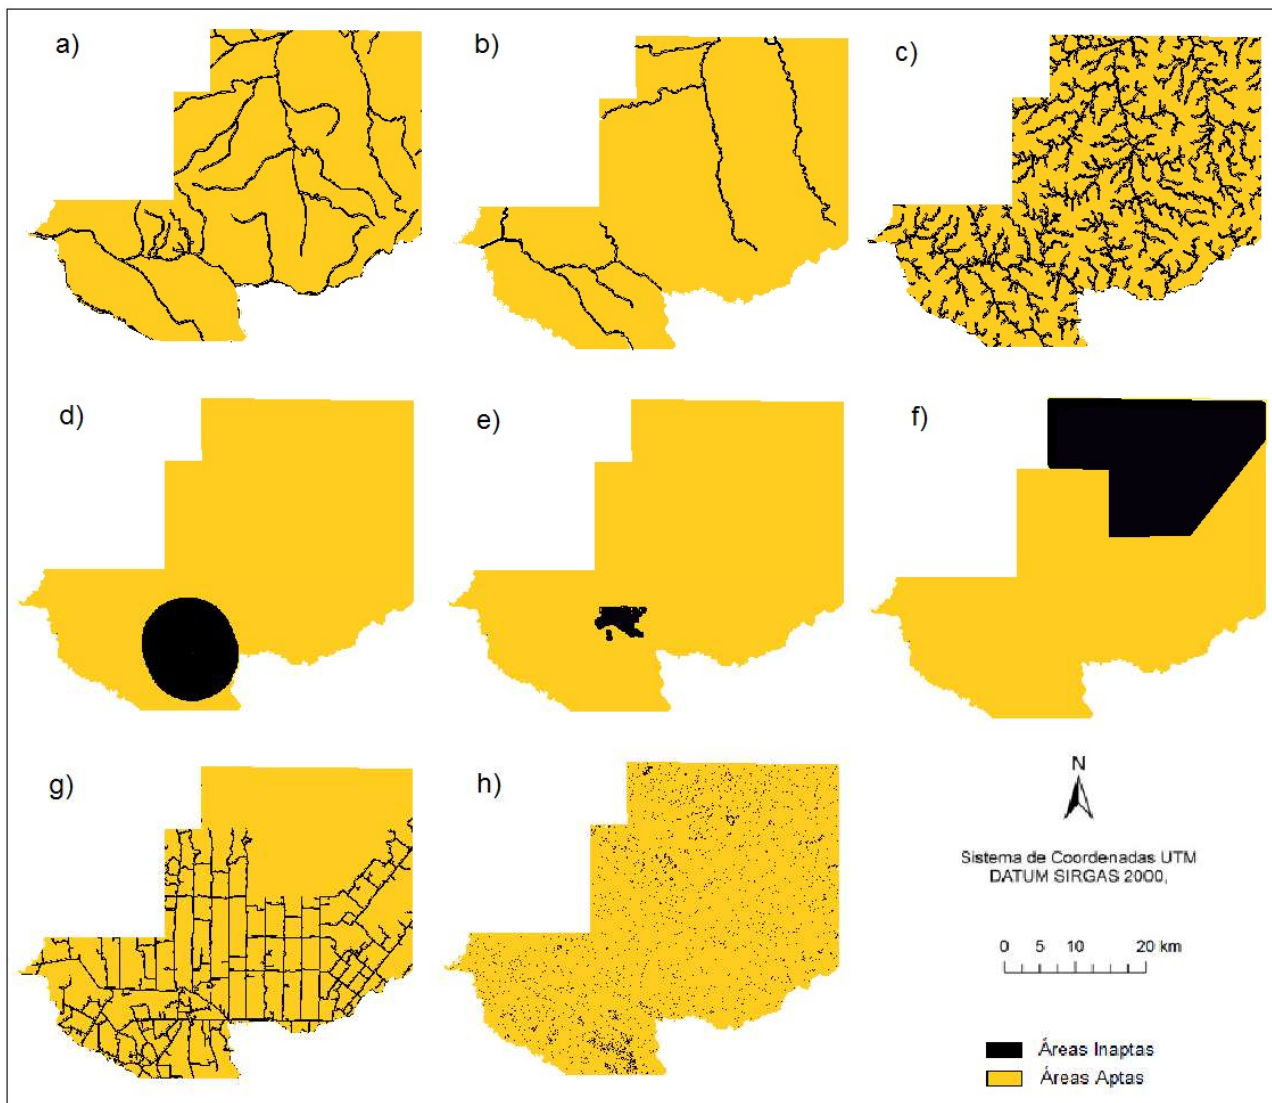 a)
b)
c)
d)
e)
f)
g)
h)
N
Sistema de Coordenadas UTM
DATUM SIRGAS 2000,
0 5 10 20 km
Áreas Inaptas
Áreas Aptas